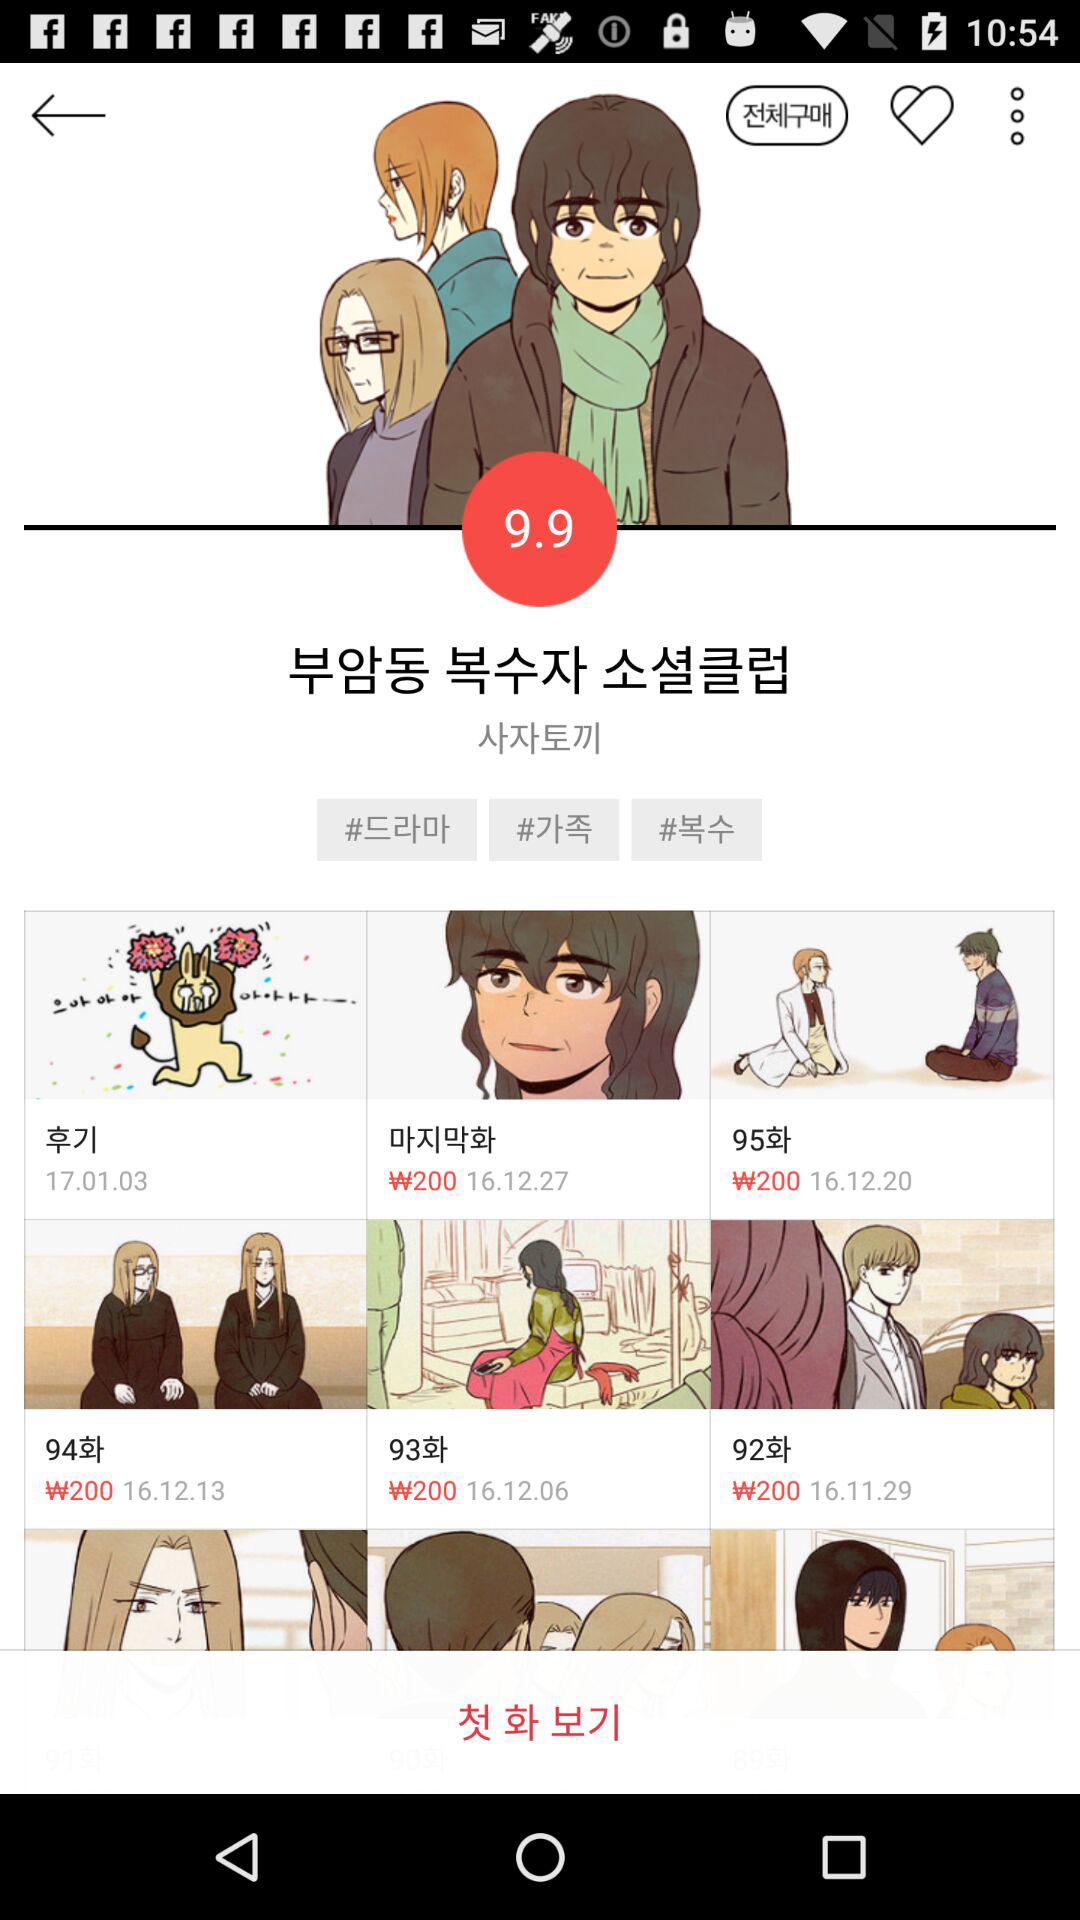 FAKE
10:54
전체구매
9.9
부암동 복수자 소셜클럽
사자토끼
#드라마 #가족 #복수
으아아아 아아아ㅏㅡㅡ.
후기 마지막화 95화
17.01.03 ₩200 16.12.27 ₩200 16.12.20
94화 93화 92화
₩200 16.12.13 ₩200 16.12.06 ₩200 16.11.29
첫 화 보기
91화 90화 89화